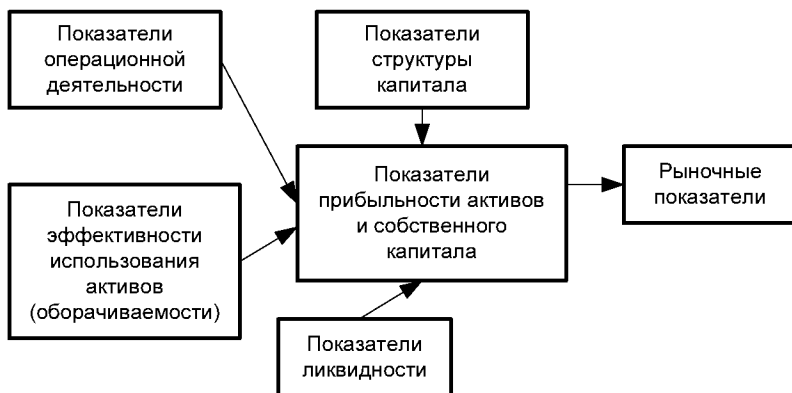 Показатели
операционной
деятельности
Показатели
структуры
капитала
Показатели
прибыльности активов
и собственного
капитала
Рыночные
показатели
Показатели
эффективности
использования
активов
(оборачиваемости)
Показатели
ликвидности